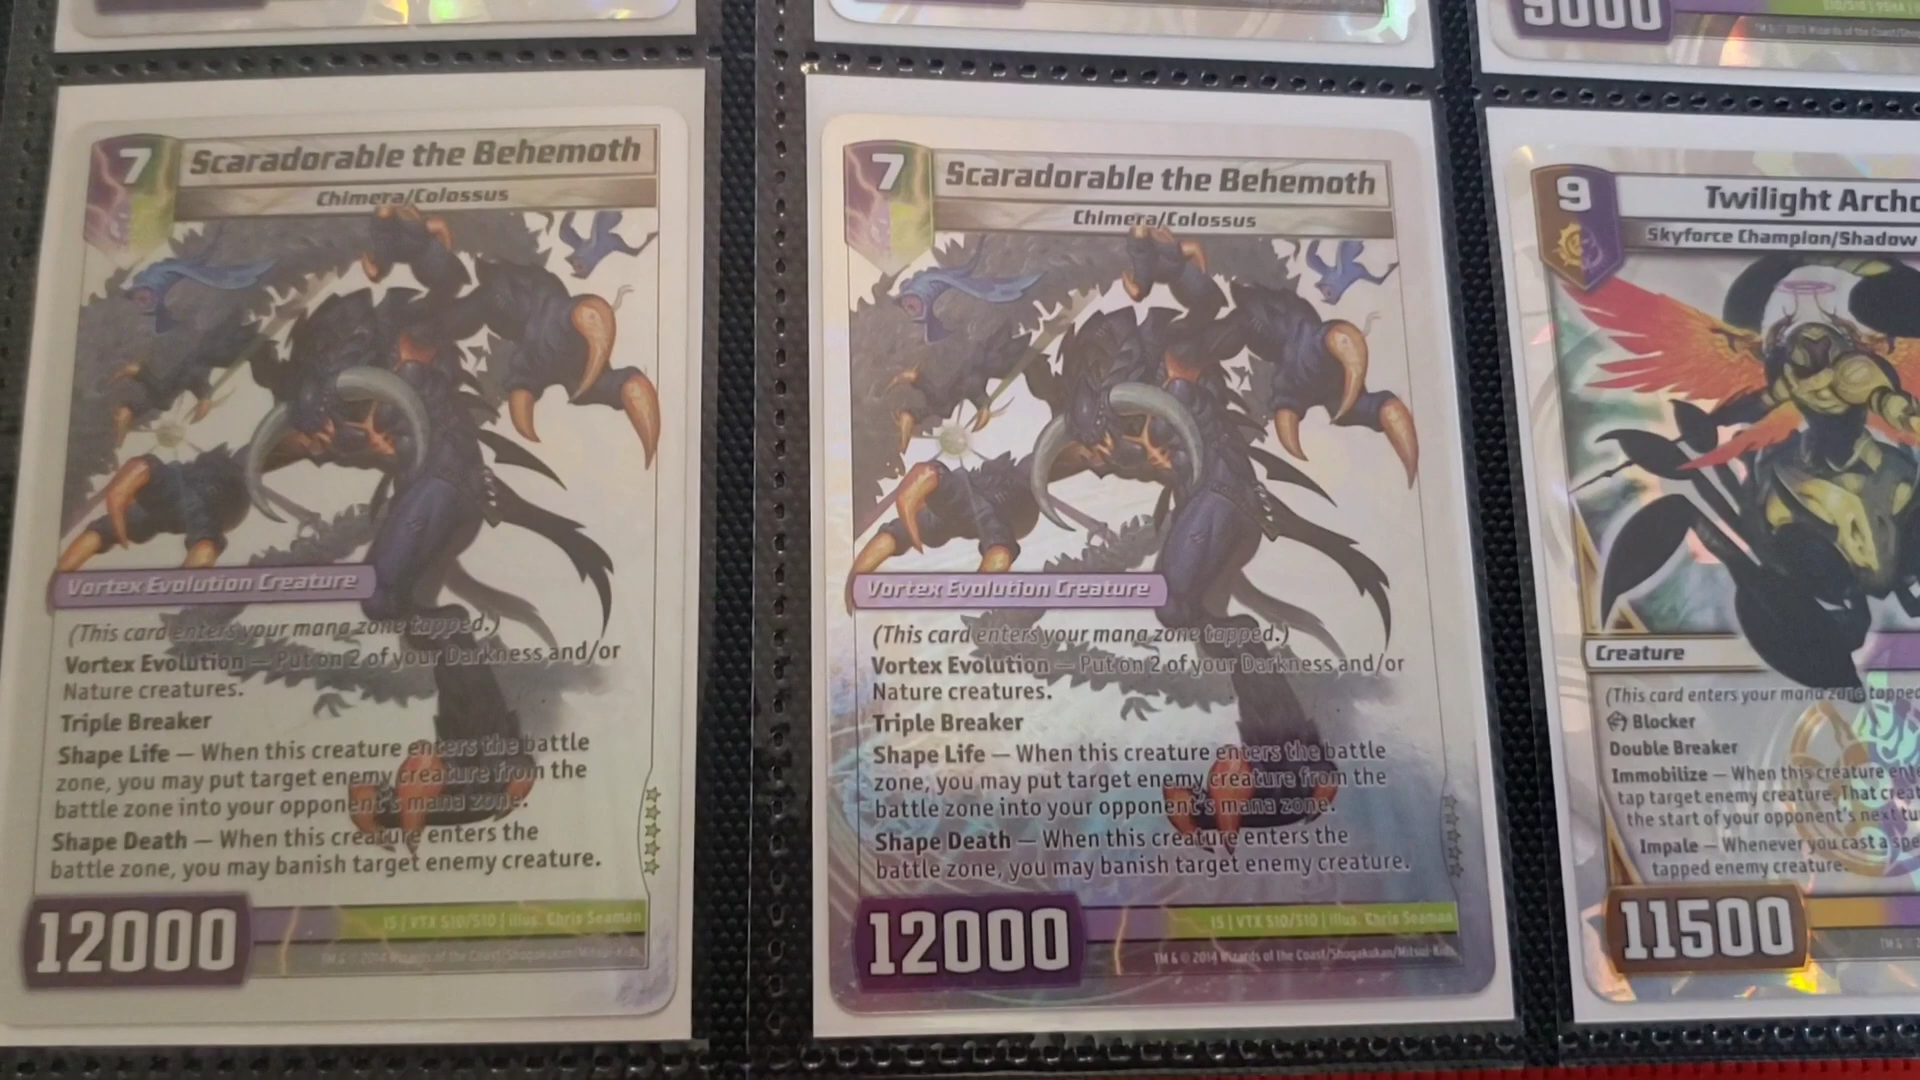 9000
7
Scaradorable the Behemoth
Chimera/Colossus
Vortex Evolution Creature
(This card enters your mana zone tapped.)
Vortex Evolution — Put on 2 of your Darkness and/or
Nature creatures.
Triple Breaker
Shape Life — When this creature enters the battle
zone, you may put target enemy creature from the
battle zone into your opponent's mana zone.
Shape Death — When this creature enters the
battle zone, you may banish target enemy creature.
12000
15 | VTX S10/S10 | illus. Chris Seaman
TM & © 2014 Wizards of the Coast/Shogakukan/Mitsui-Kids
7
Scaradorable the Behemoth
Chimera/Colossus
Vortex Evolution Creature
(This card enters your mana zone tapped.)
Vortex Evolution — Put on 2 of your Darkness and/or
Nature creatures.
Triple Breaker
Shape Life — When this creature enters the battle
zone, you may put target enemy creature from the
battle zone into your opponent's mana zone.
Shape Death — When this creature enters the
battle zone, you may banish target enemy creature.
12000
15 | VTX S10/S10 | illus. Chris Seaman
TM & © 2014 Wizards of the Coast/Shogakukan/Mitsui-Kids
9
Twilight
Skyforce Champion/Shadow
Creature
(This card enters your mana zone tapped
Blocker
Double Breaker
Immobilize — When this creature
tap target enemy creature. That
the start of your opponent's next
Impale — Whenever you cast a
tapped enemy creature.
11500